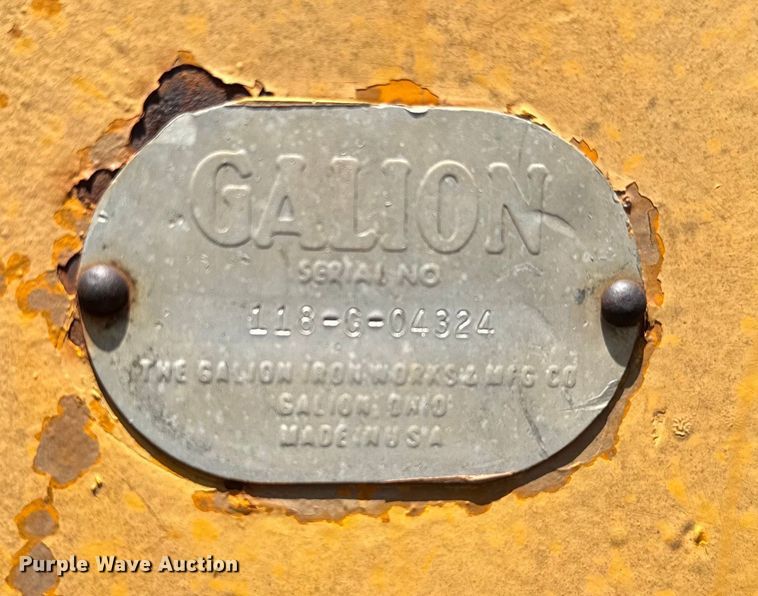 GALION
SERIAL NO
118-G-04324
THE GALION IRON WORKS & MFG CO
GALION OHIO
MADE IN U S A
Purple Wave Auction